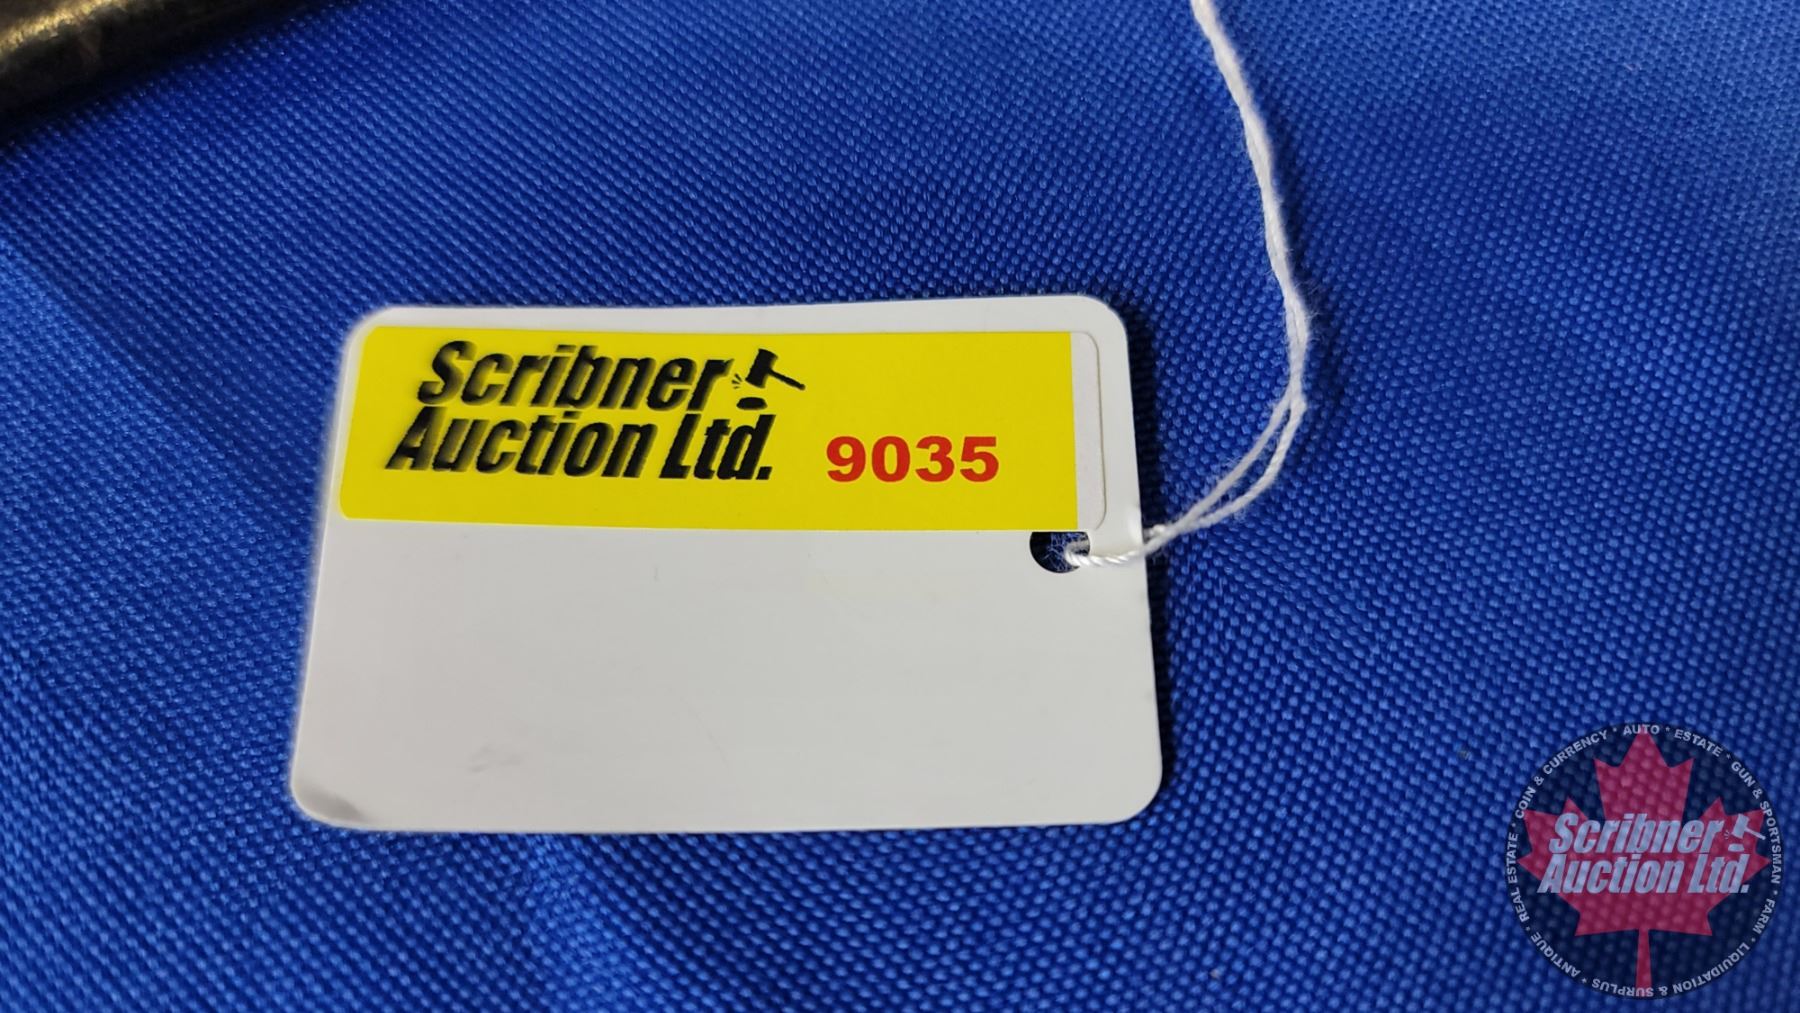 Scribner
Auction Ltd.
9035
COIN & CURRENCY * AUTO * ESTATE * GUN & SPORTSMAN * FARM * LIQUIDATION & SURPLUS * ANTIQUE * REAL ESTATE *
Scribner
Auction Ltd.